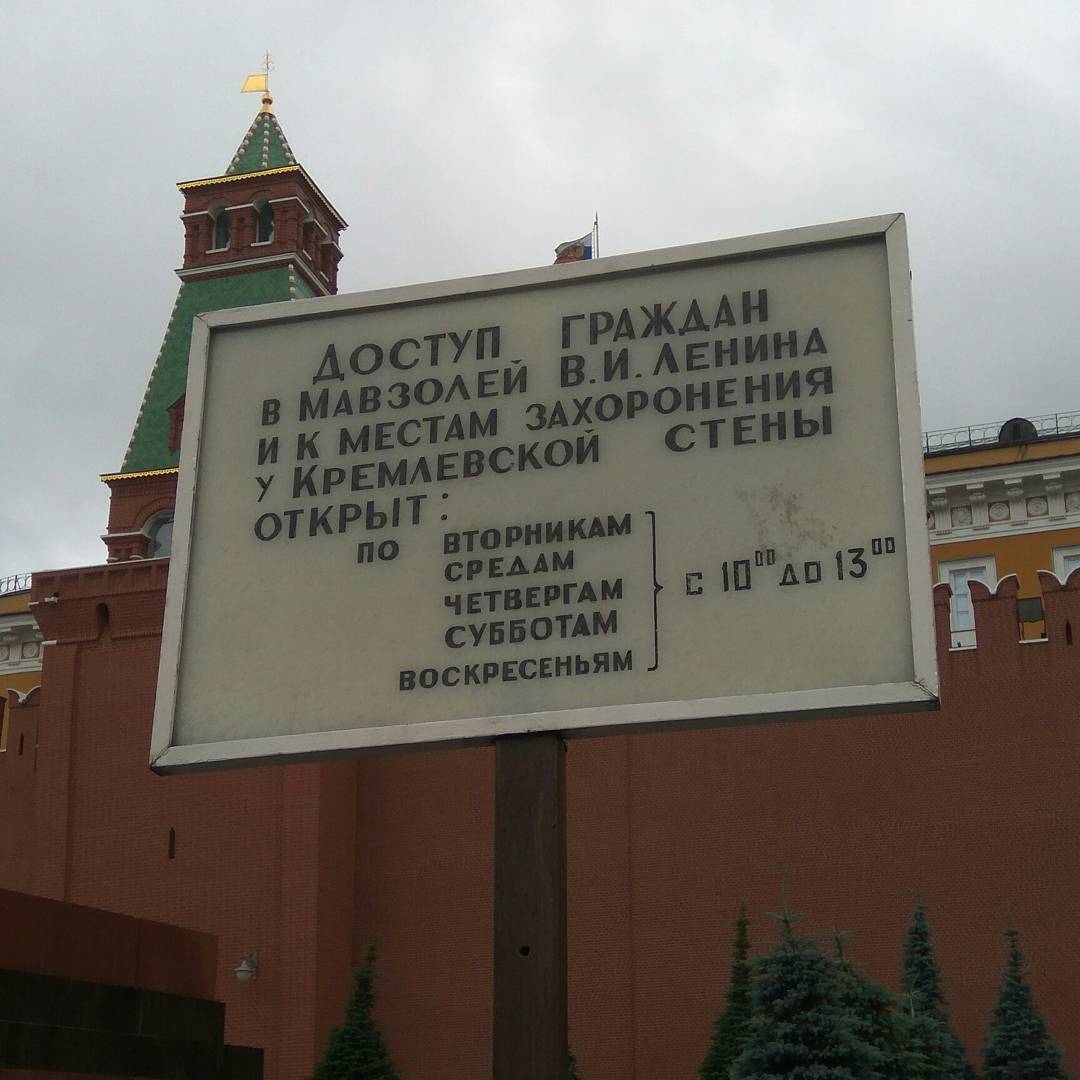 ДОСТУП ГРАЖДАН
В МАВЗОЛЕЙ В.И. ЛЕНИНА
И К МЕСТАМ ЗАХОРОНЕНИЯ
У КРЕМЛЕВСКОЙ СТЕНЫ
ОТКРЫТ:
ПО ВТОРНИКАМ
СРЕДАМ
ЧЕТВЕРГАМ
СУББОТАМ
ВОСКРЕСЕНЬЯМ
С 10⁰⁰ ДО 13⁰⁰